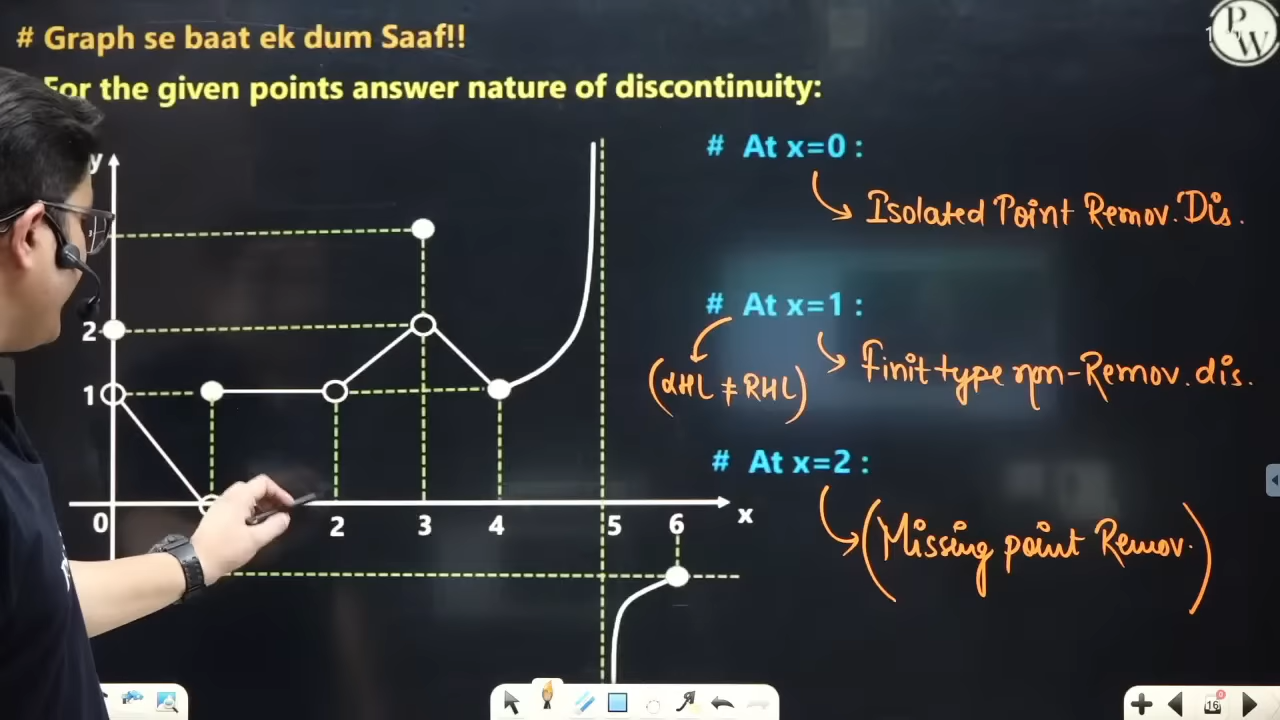 # Graph se baat ek dum Saaf!!
For the given points answer nature of discontinuity:
PW
y
2
1
0
2
3
4
5
6
x
# At x=0 :
Isolated Point Remov. Dis.
# At x=1 :
(LHL ≠ RHL)
Finit type non-Remov. dis.
# At x=2 :
(Missing point Remov.)
16